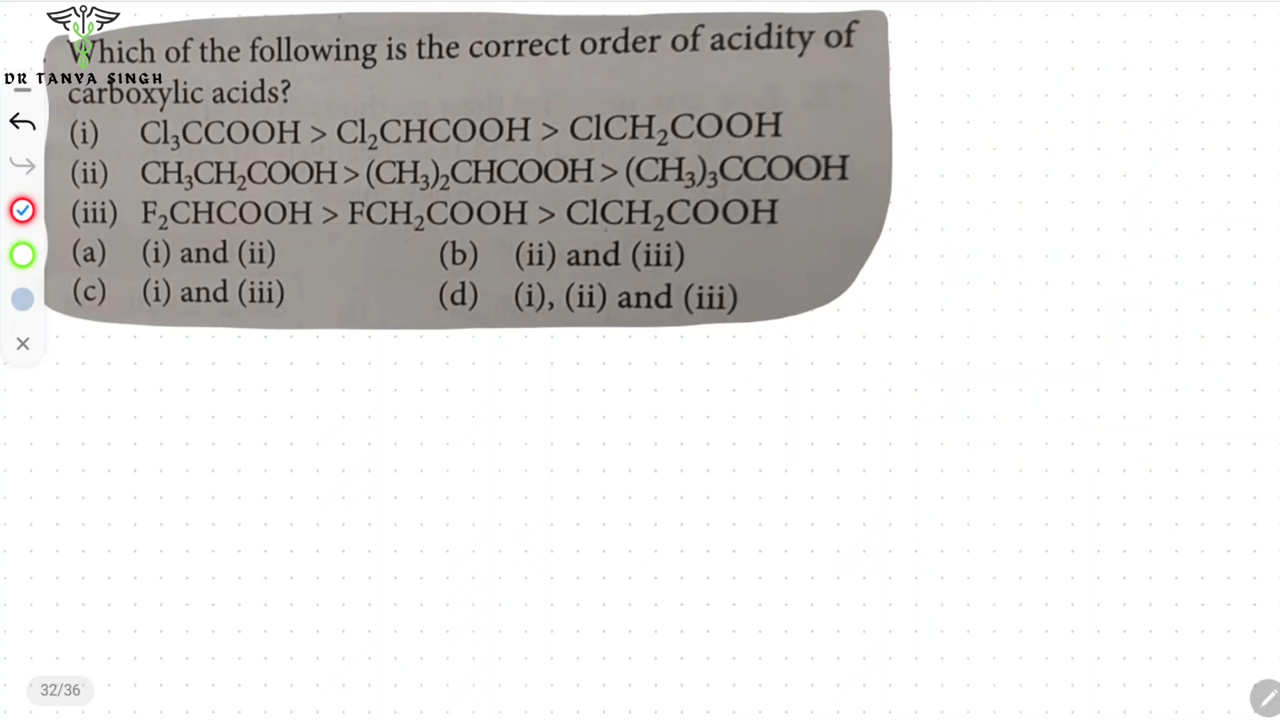 Which of the following is the correct order of acidity of
DR TANYA SINGH
carboxylic acids?
(i) Cl₃CCOOH > Cl₂CHCOOH > ClCH₂COOH
(ii) CH₃CH₂COOH > (CH₃)₂CHCOOH > (CH₃)₃CCOOH
(iii) F₂CHCOOH > FCH₂COOH > ClCH₂COOH
(a) (i) and (ii) (b) (ii) and (iii)
(c) (i) and (iii) (d) (i), (ii) and (iii)
32/36